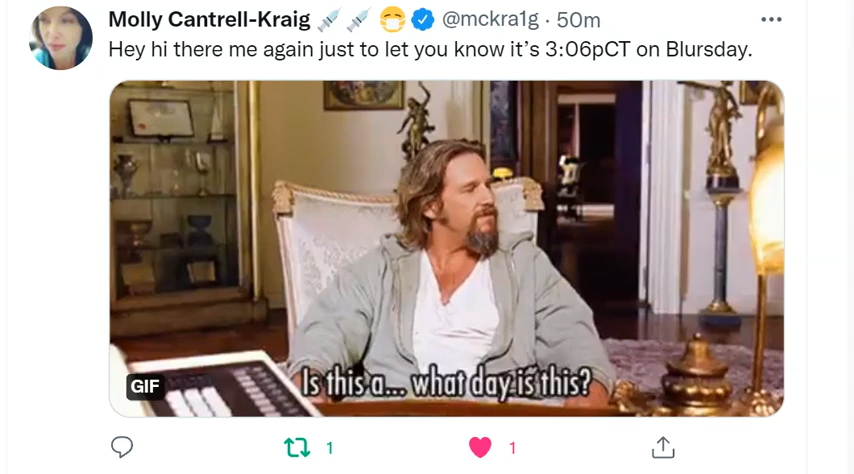 Molly Cantrell-Kraig 💉 💉 😷 @mckra1g · 50m
Hey hi there me again just to let you know it’s 3:06pCT on Blursday.
Is this a... what day is this?
GIF
1 1